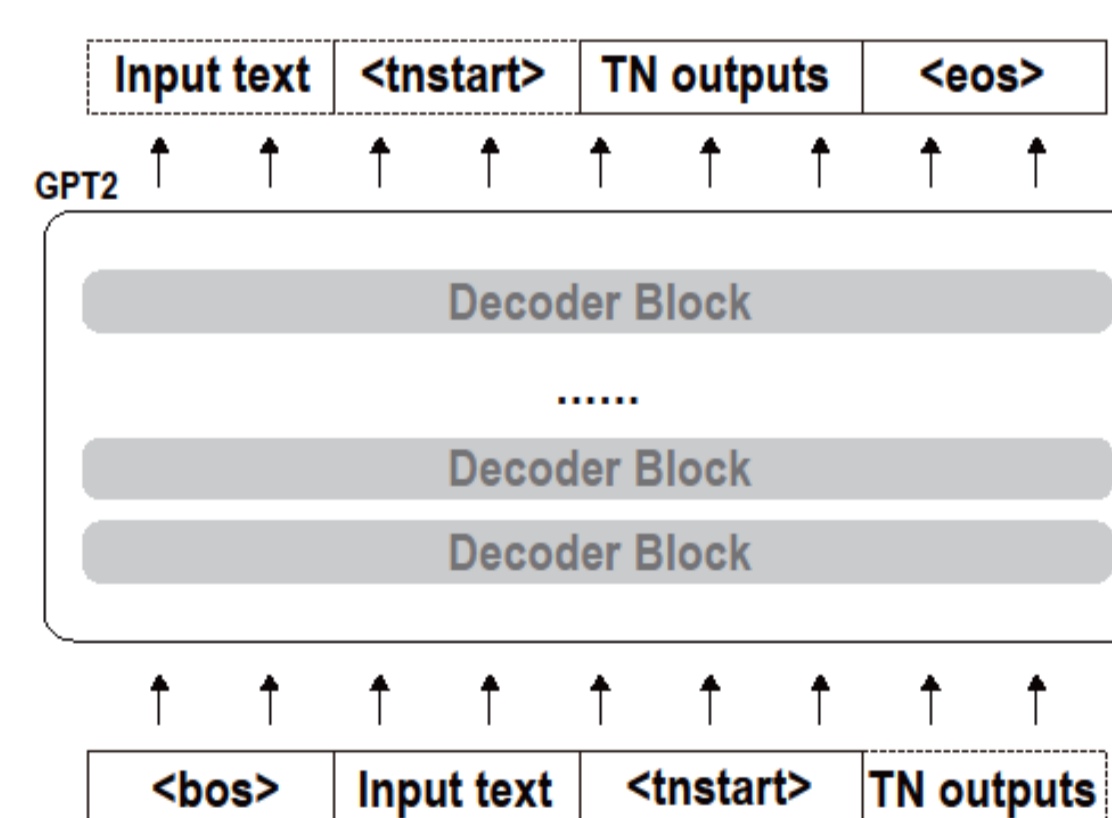 Input text <tnstart> TN outputs <eos>
GPT2
Decoder Block
......
Decoder Block
Decoder Block
<bos> Input text <tnstart> TN outputs